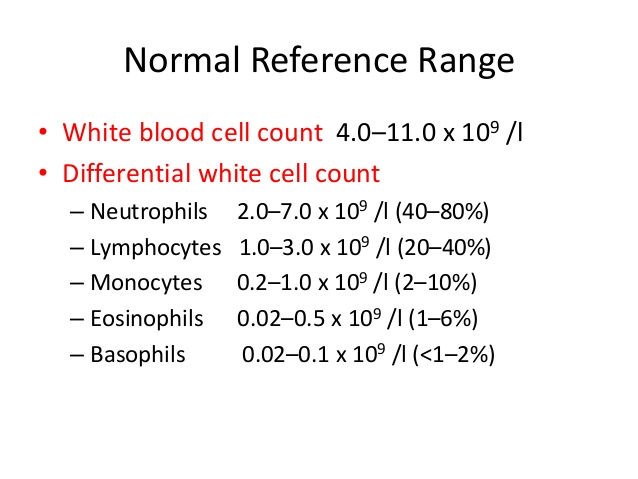 Normal Reference Range
• White blood cell count 4.0–11.0 x 10⁹ /l
• Differential white cell count
– Neutrophils 2.0–7.0 x 10⁹ /l (40–80%)
– Lymphocytes 1.0–3.0 x 10⁹ /l (20–40%)
– Monocytes 0.2–1.0 x 10⁹ /l (2–10%)
– Eosinophils 0.02–0.5 x 10⁹ /l (1–6%)
– Basophils 0.02–0.1 x 10⁹ /l (<1–2%)